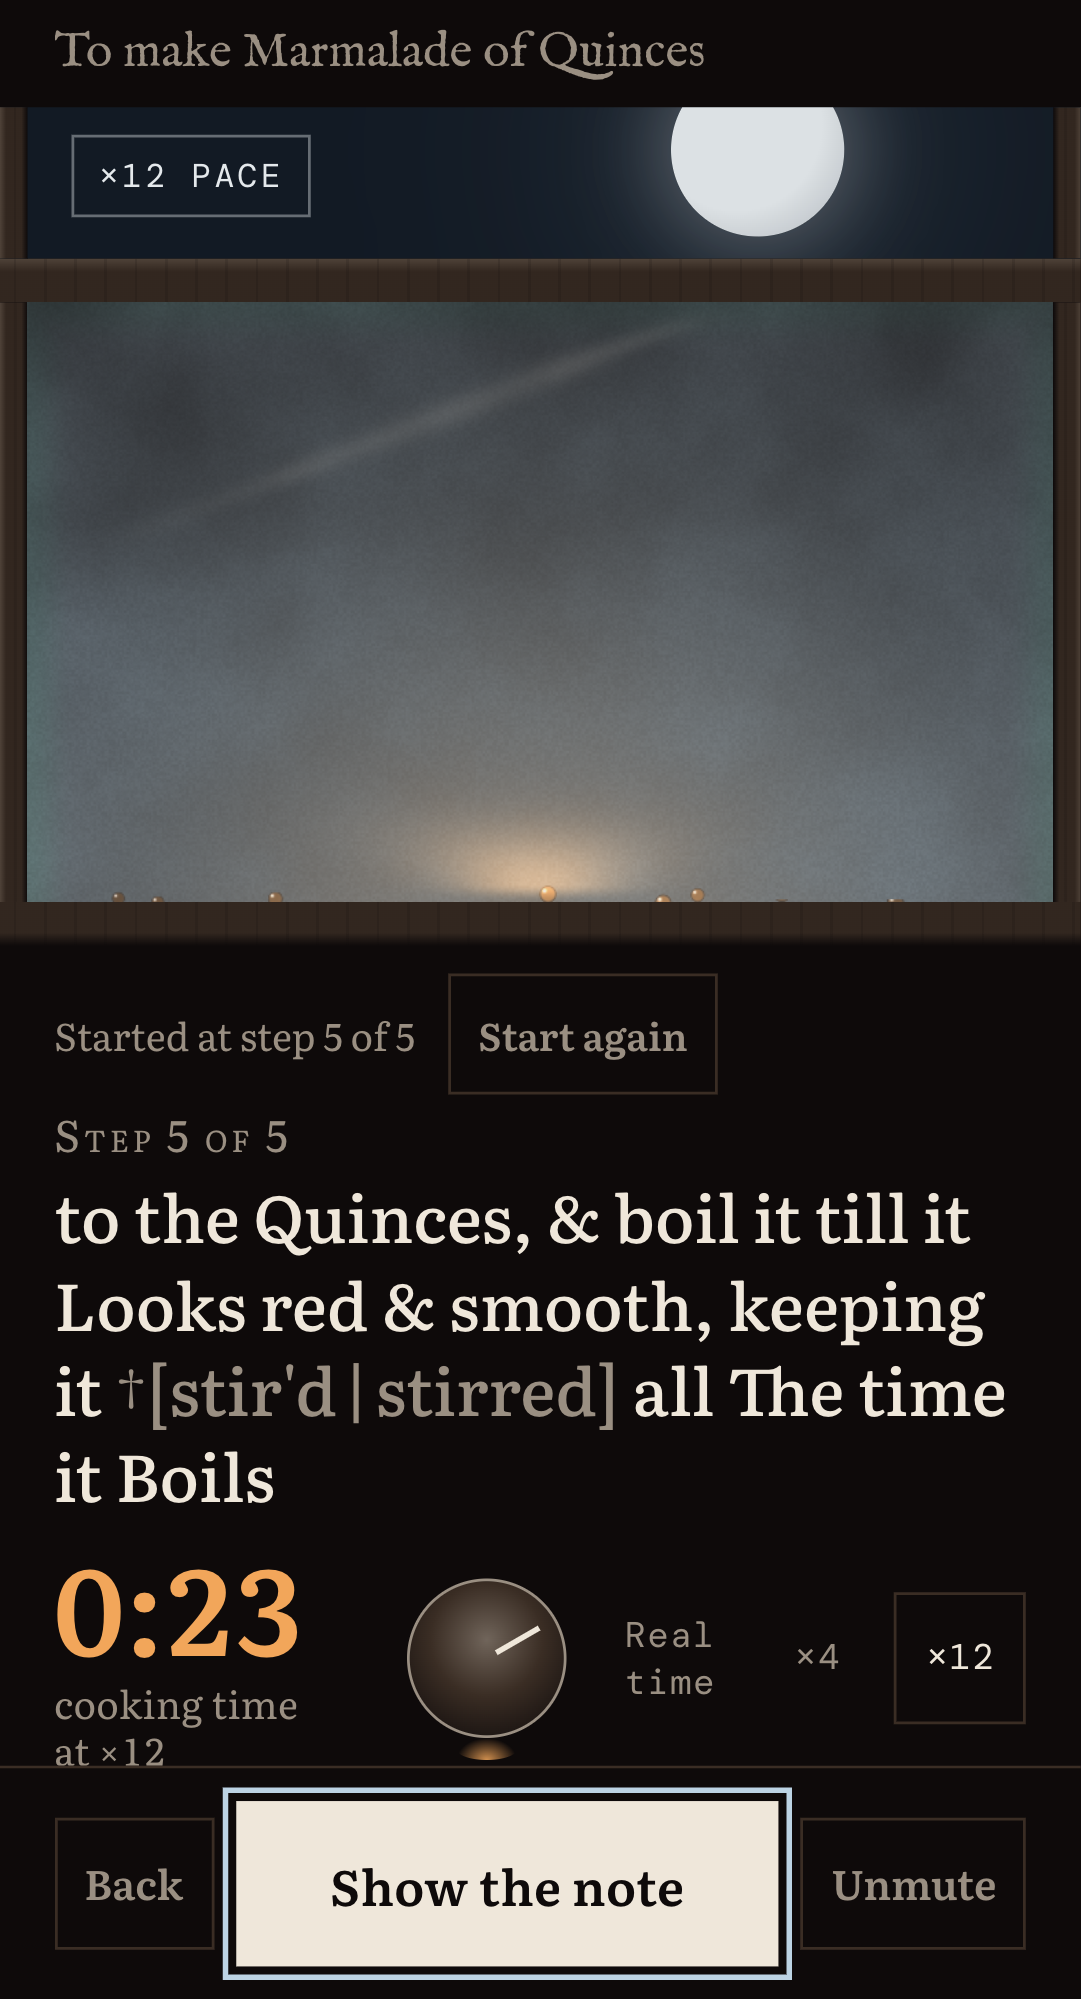 To make Marmalade of Quinces
×12 PACE
Started at step 5 of 5
Start again
Step 5 of 5
to the Quinces, & boil it till it
Looks red & smooth, keeping
it †[stir'd|stirred] all The time
it Boils
0:23
cooking time
at ×12
Real
time
×4
×12
Back
Show the note
Unmute